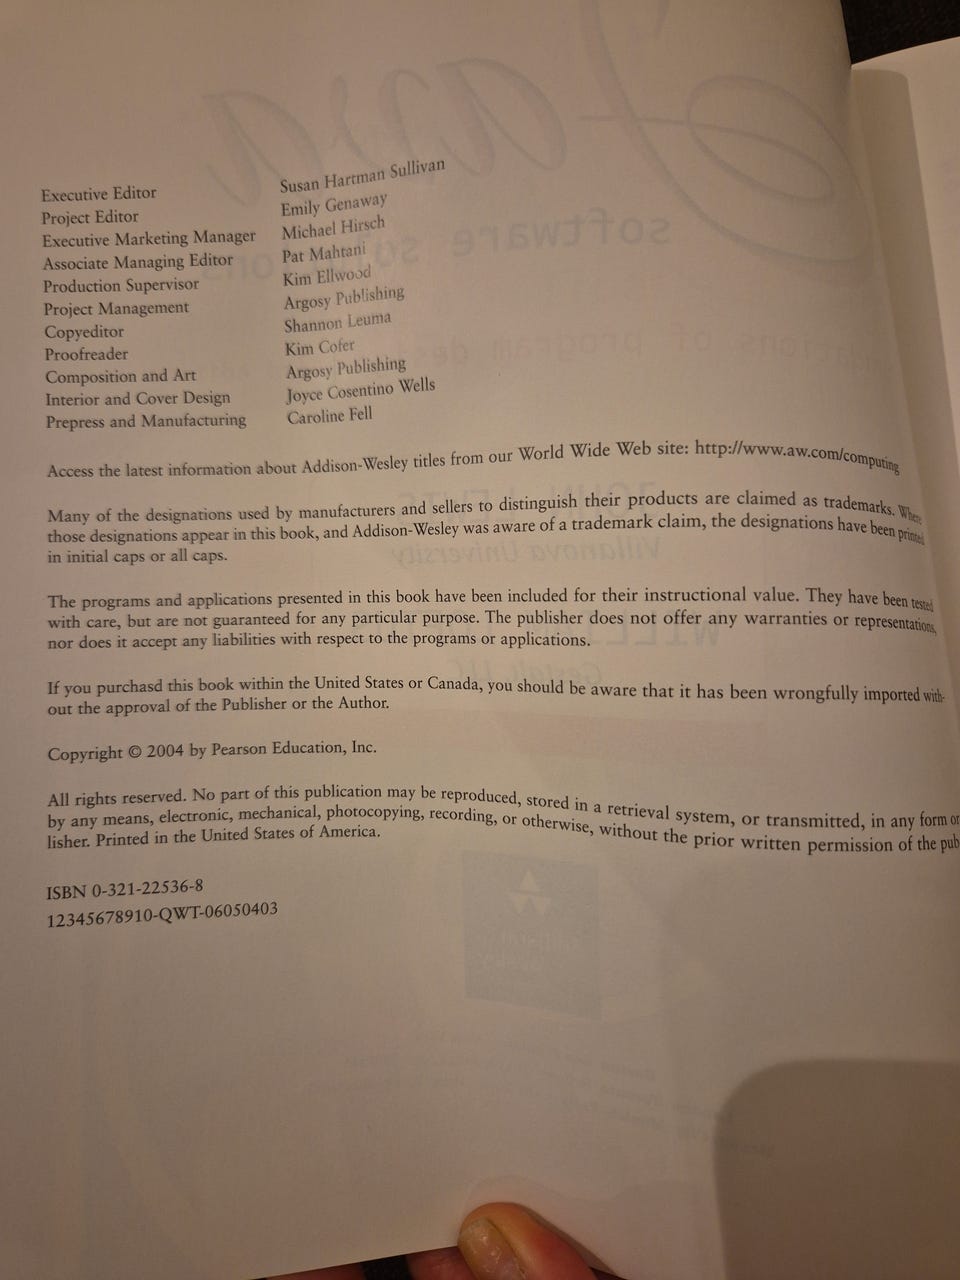 Executive Editor Susan Hartman Sullivan
Project Editor Emily Genaway
Executive Marketing Manager Michael Hirsch
Associate Managing Editor Pat Mahtani
Production Supervisor Kim Ellwood
Project Management Argosy Publishing
Copyeditor Shannon Leuma
Proofreader Kim Cofer
Composition and Art Argosy Publishing
Interior and Cover Design Joyce Cosentino Wells
Prepress and Manufacturing Caroline Fell
Access the latest information about Addison-Wesley titles from our World Wide Web site: http://www.aw.com/computing
Many of the designations used by manufacturers and sellers to distinguish their products are claimed as trademarks. Where
those designations appear in this book, and Addison-Wesley was aware of a trademark claim, the designations have been printed
in initial caps or all caps.
The programs and applications presented in this book have been included for their instructional value. They have been tested
with care, but are not guaranteed for any particular purpose. The publisher does not offer any warranties or representations,
nor does it accept any liabilities with respect to the programs or applications.
If you purchasd this book within the United States or Canada, you should be aware that it has been wrongfully imported with-
out the approval of the Publisher or the Author.
Copyright © 2004 by Pearson Education, Inc.
All rights reserved. No part of this publication may be reproduced, stored in a retrieval system, or transmitted, in any form or
by any means, electronic, mechanical, photocopying, recording, or otherwise, without the prior written permission of the pub
lisher. Printed in the United States of America.
ISBN 0-321-22536-8
12345678910-QWT-06050403